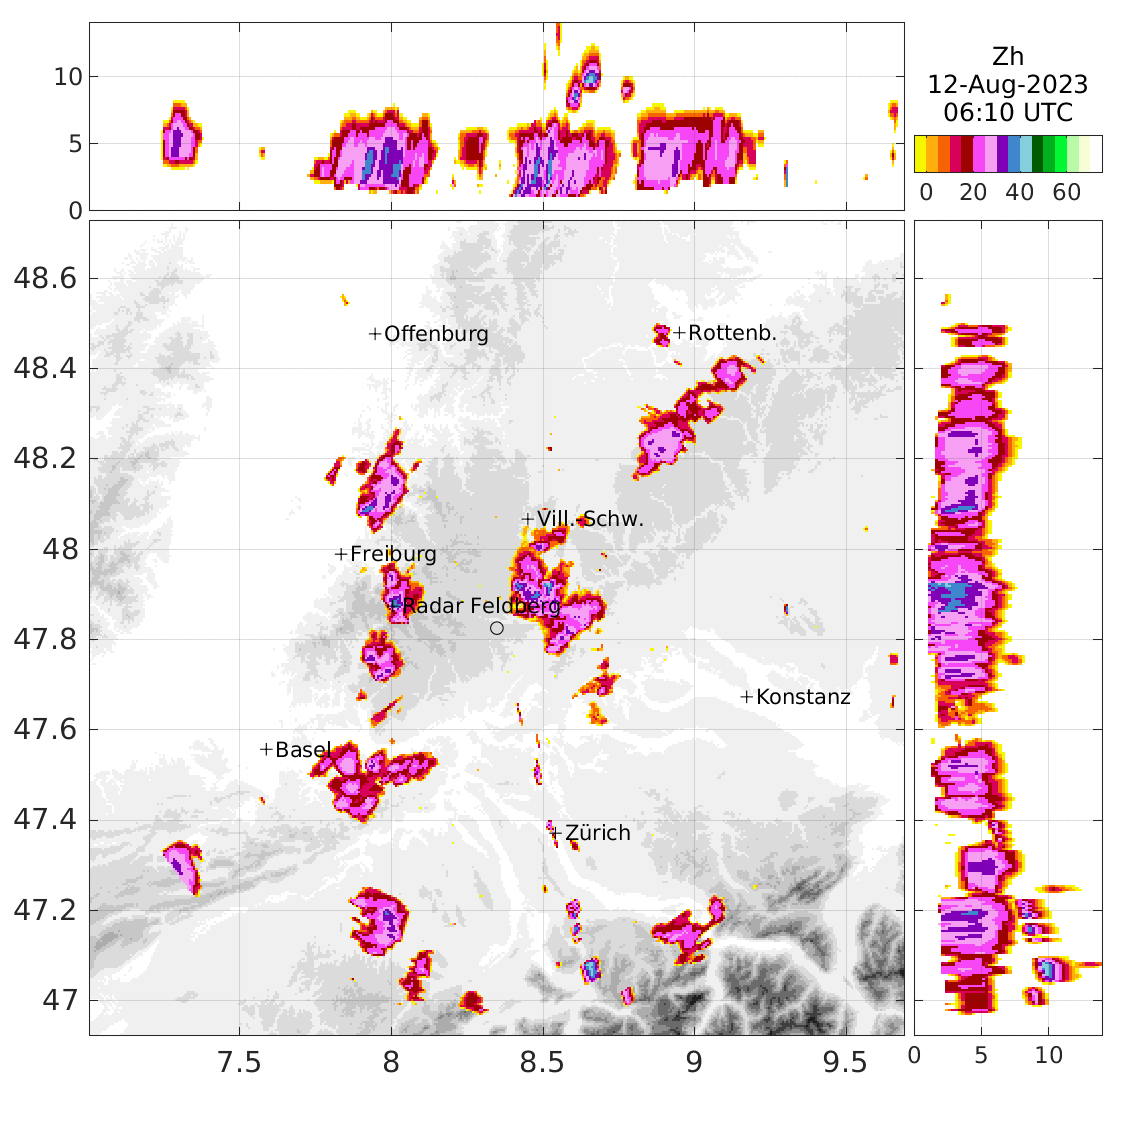 10
5
0
Zh
12-Aug-2023
06:10 UTC
0 20 40 60
48.6
48.4
48.2
48
47.8
47.6
47.4
47.2
47
+Offenburg
+Rottenb.
+Vill.-Schw.
+Freiburg
+Radar Feldberg
+Konstanz
+Basel
+Zürich
7.5 8 8.5 9 9.5
0 5 10